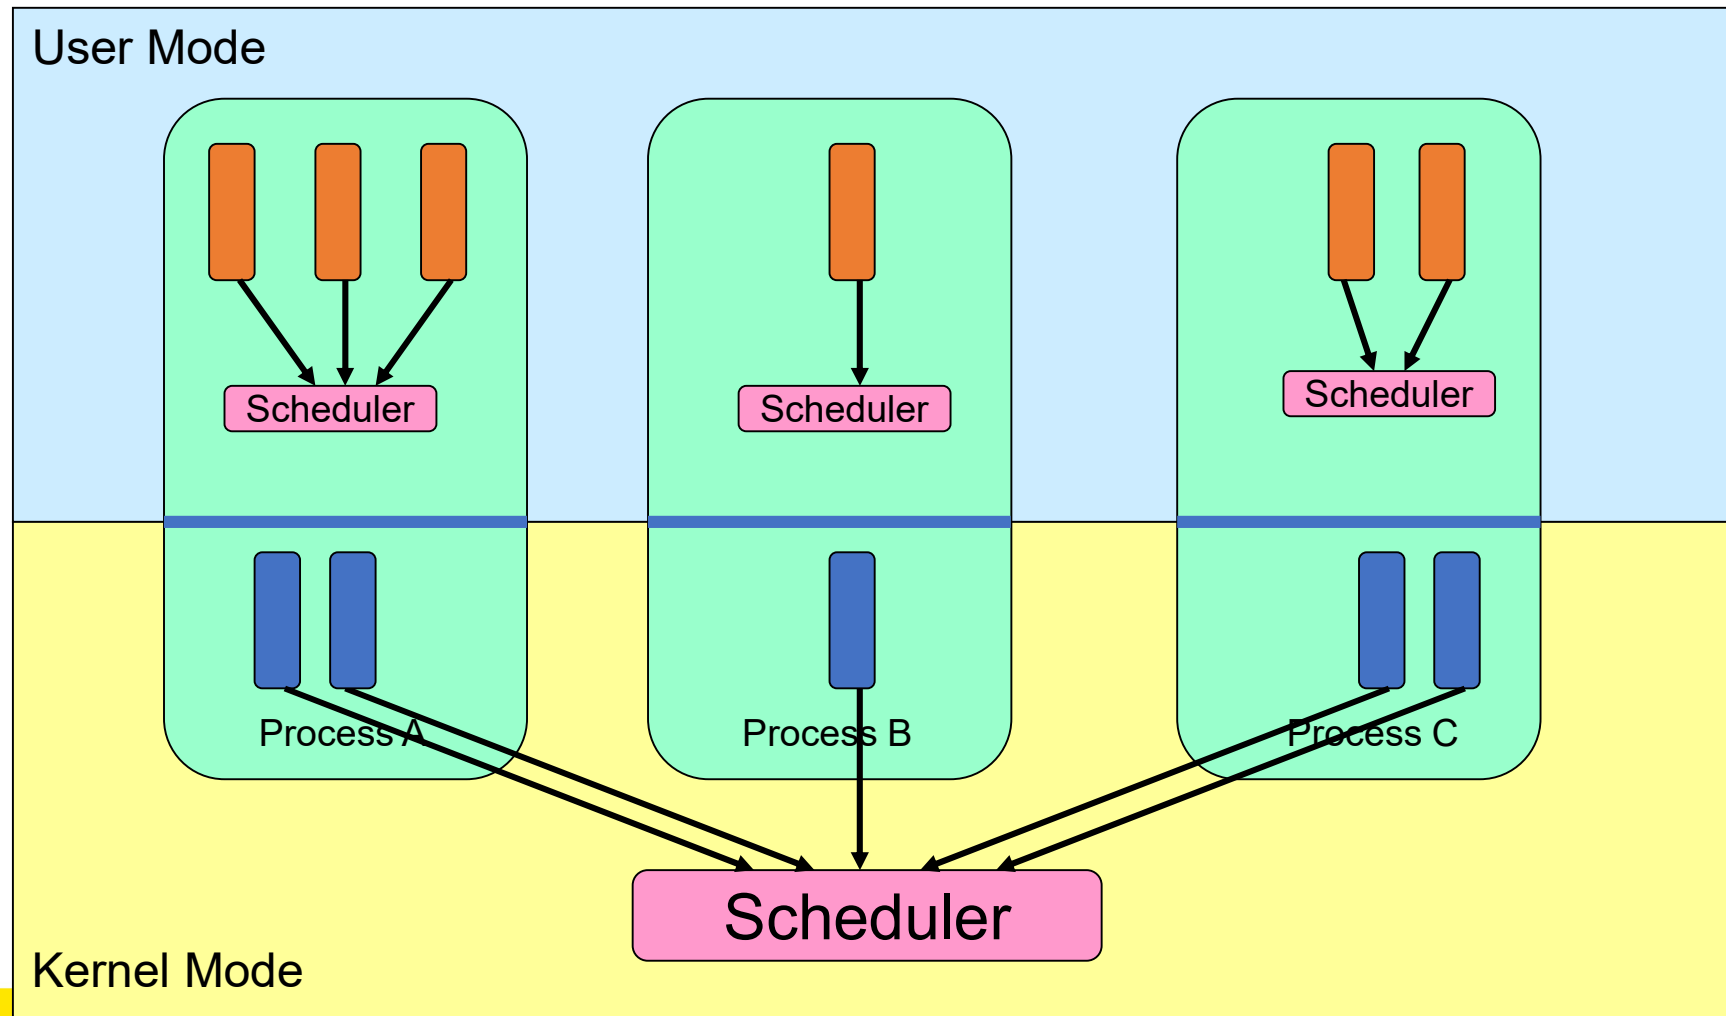 User Mode
Scheduler
Scheduler
Scheduler
Process A
Process B
Process C
Scheduler
Kernel Mode